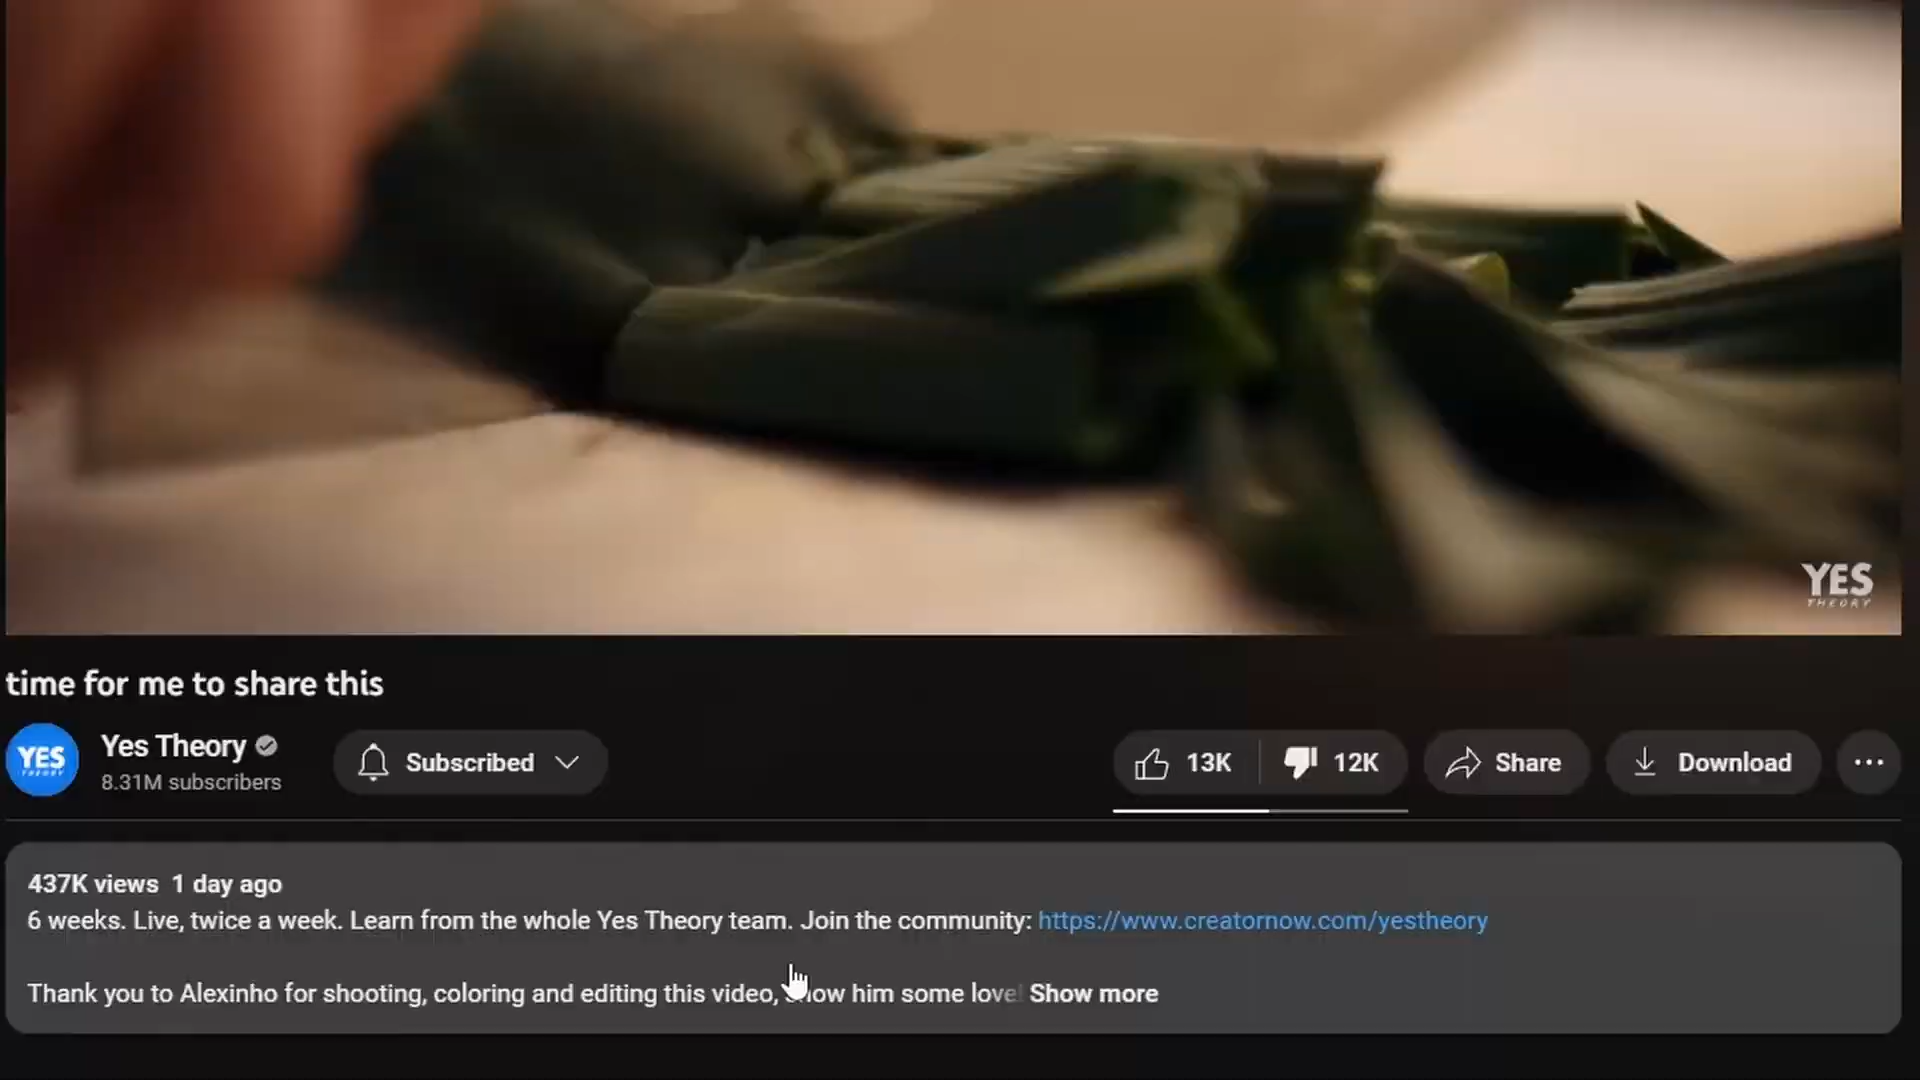 YES
THEORY
time for me to share this
YES
THEORY
Yes Theory
8.31M subscribers
Subscribed
13K
12K
Share
Download
437K views 1 day ago
6 weeks. Live, twice a week. Learn from the whole Yes Theory team. Join the community: https://www.creatornow.com/yestheory
Thank you to Alexinho for shooting, coloring and editing this video, show him some love Show more